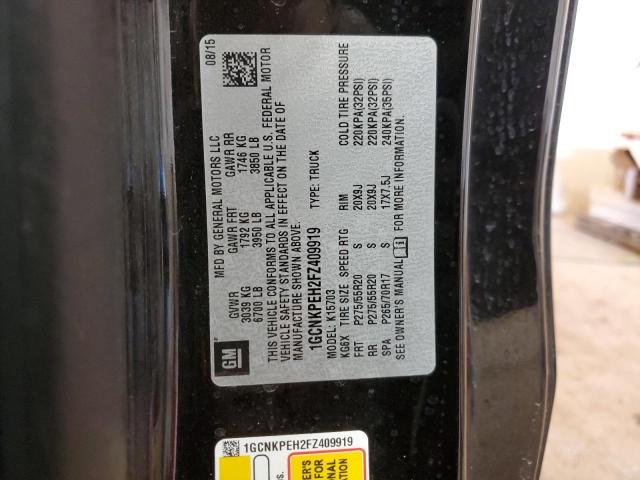 GM
MFD BY GENERAL MOTORS LLC 08/15
GVWR GAWR FRT GAWR RR
3039 KG 1792 KG 1746 KG
6700 LB 3950 LB 3850 LB
THIS VEHICLE CONFORMS TO ALL APPLICABLE U.S. FEDERAL MOTOR
VEHICLE SAFETY STANDARDS IN EFFECT ON THE DATE OF
MANUFACTURE SHOWN ABOVE.
1GCNKPEH2FZ409919 TYPE: TRUCK
MODEL: K15703
KG6X TIRE SIZE SPEED RTG RIM COLD TIRE PRESSURE
FRT P275/55R20 S 20X9J 220KPA(32PSI)
RR P275/55R20 S 20X9J 220KPA(32PSI)
SPA P265/70R17 S 17X7.5J 240KPA(35PSI)
SEE OWNER'S MANUAL FOR MORE INFORMATION.
1GCNKPEH2FZ409919